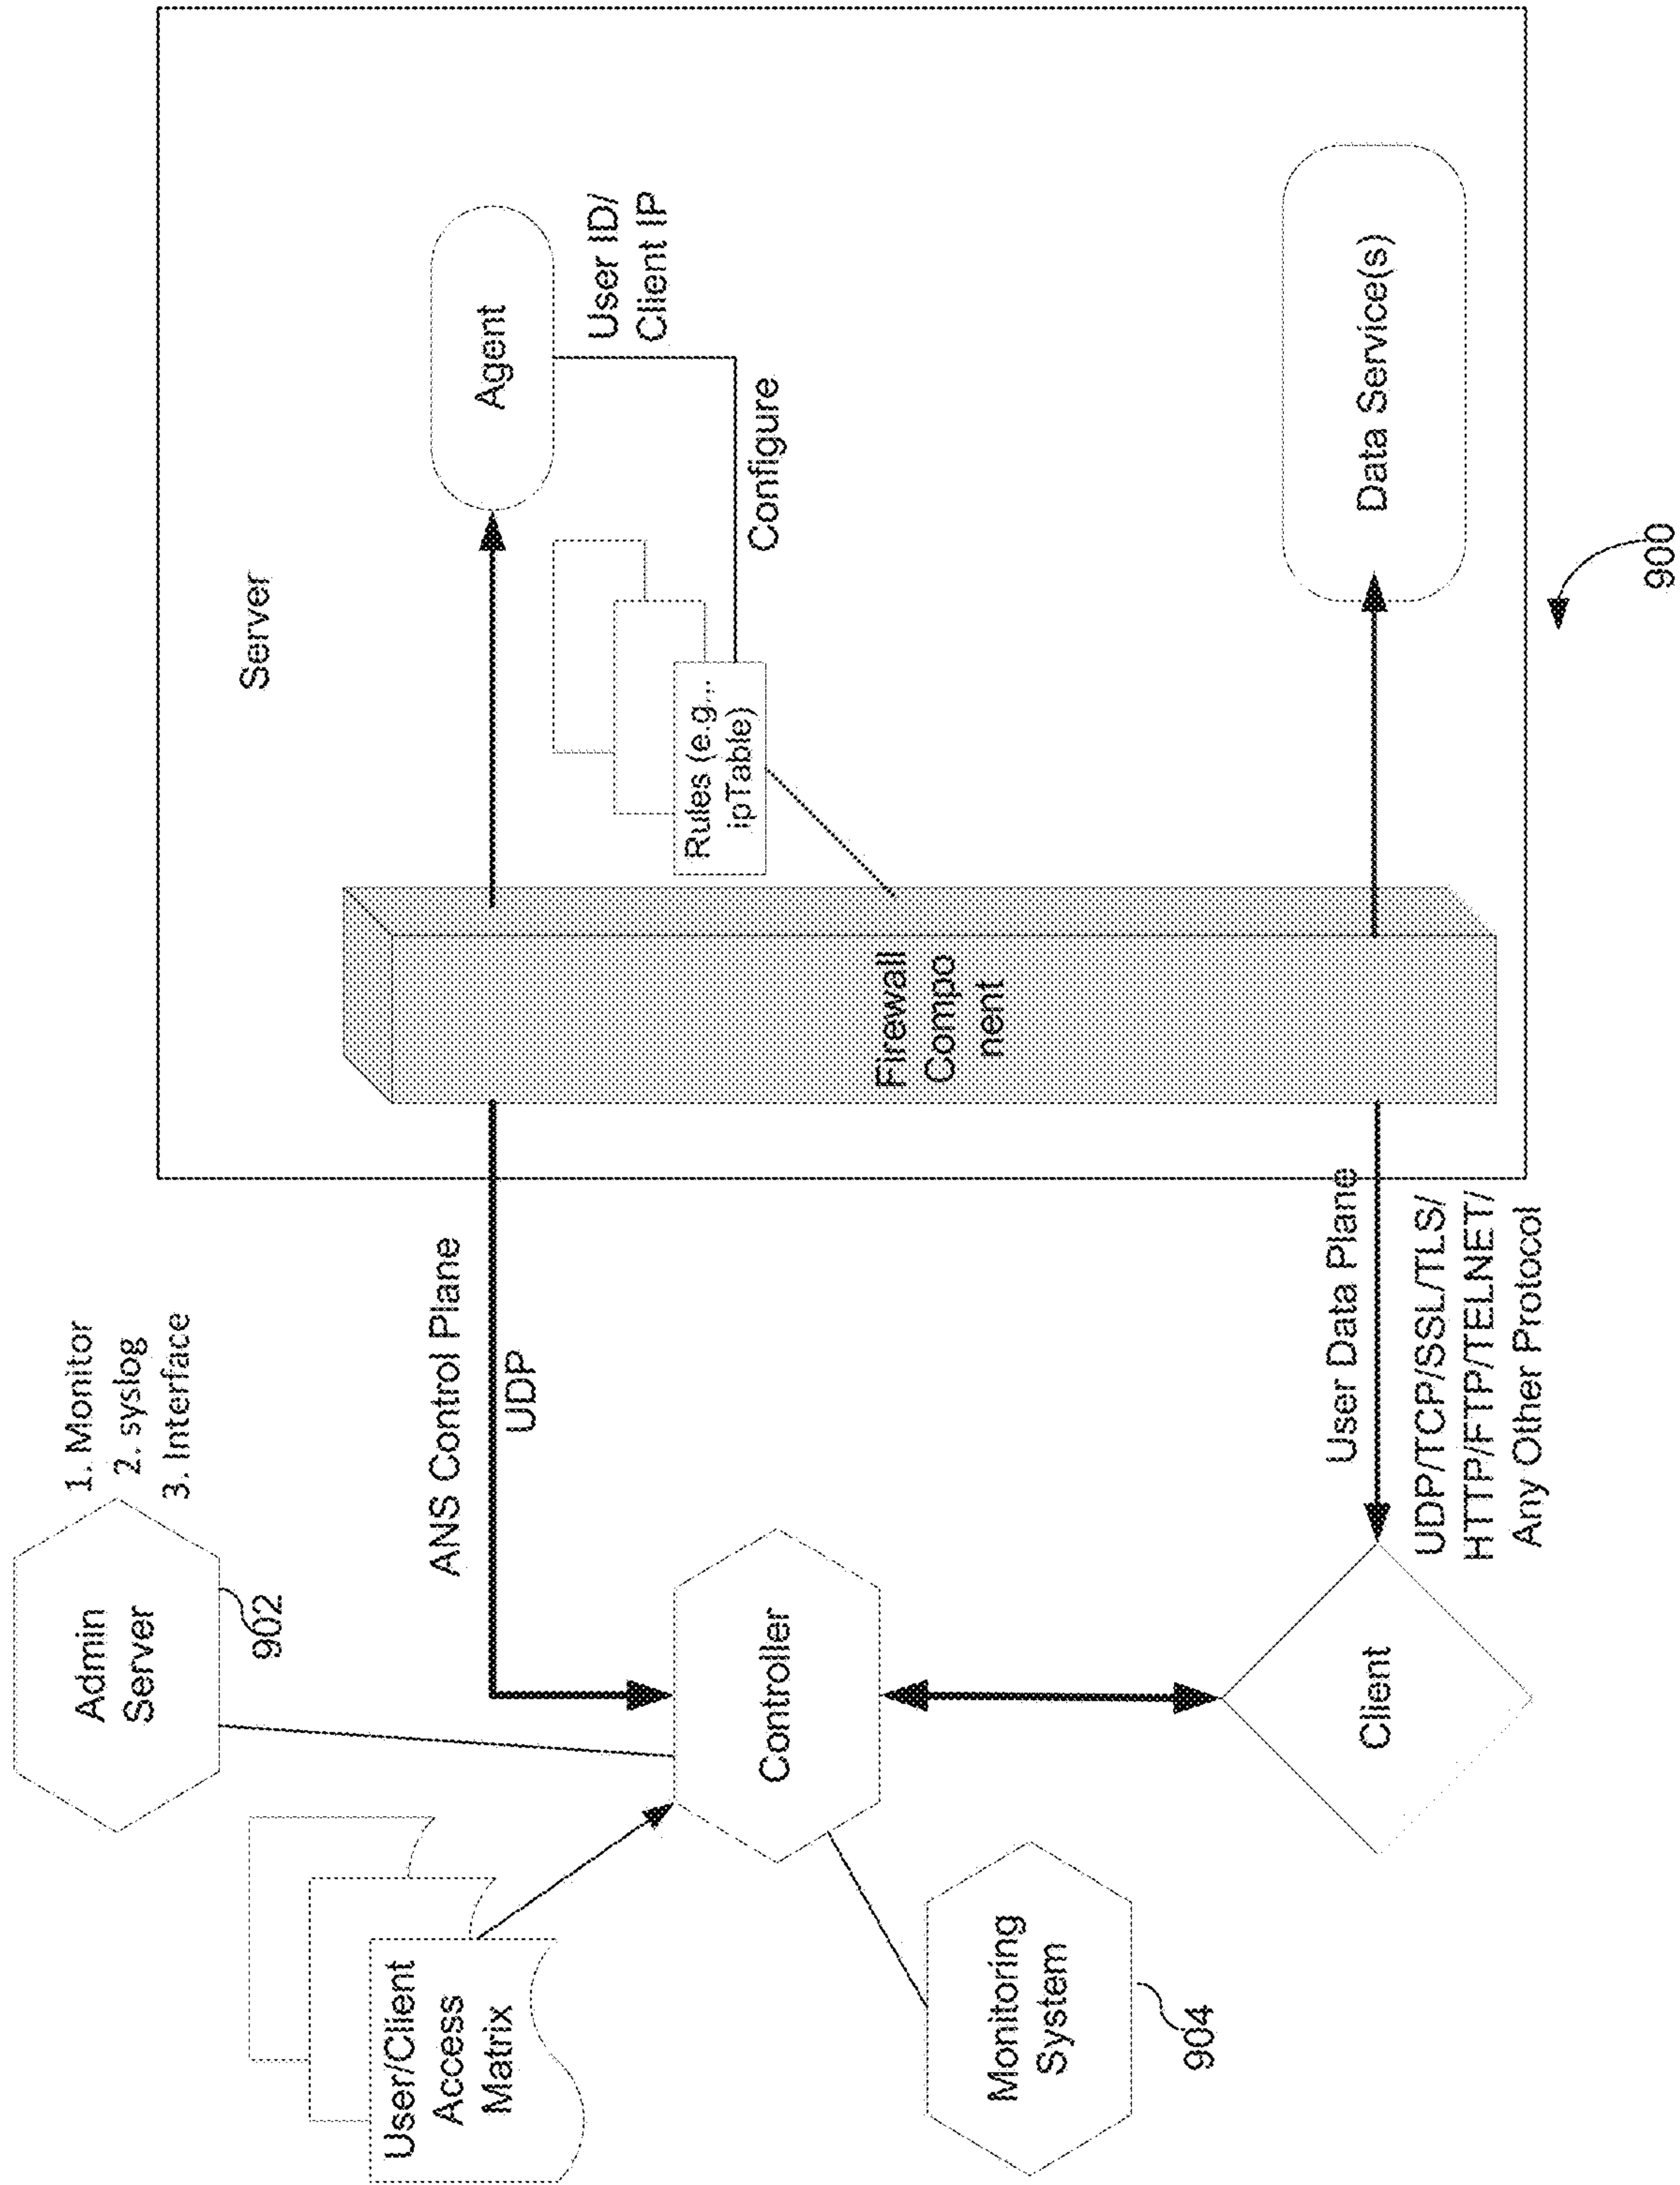 Admin
Server
902
1. Monitor
2. syslog
3. Interface
User/Client
Access
Matrix
Controller
Monitoring
System
904
Client
ANS Control Plane
UDP
User Data Plane
UDP/TCP/SSL/TLS/
HTTP/FTP/TELNET/
Any Other Protocol
Server
Firewall
Compo
nent
Rules (e.g...
ipTable)
Agent
User ID/
Client IP
Configure
Data Service(s)
900